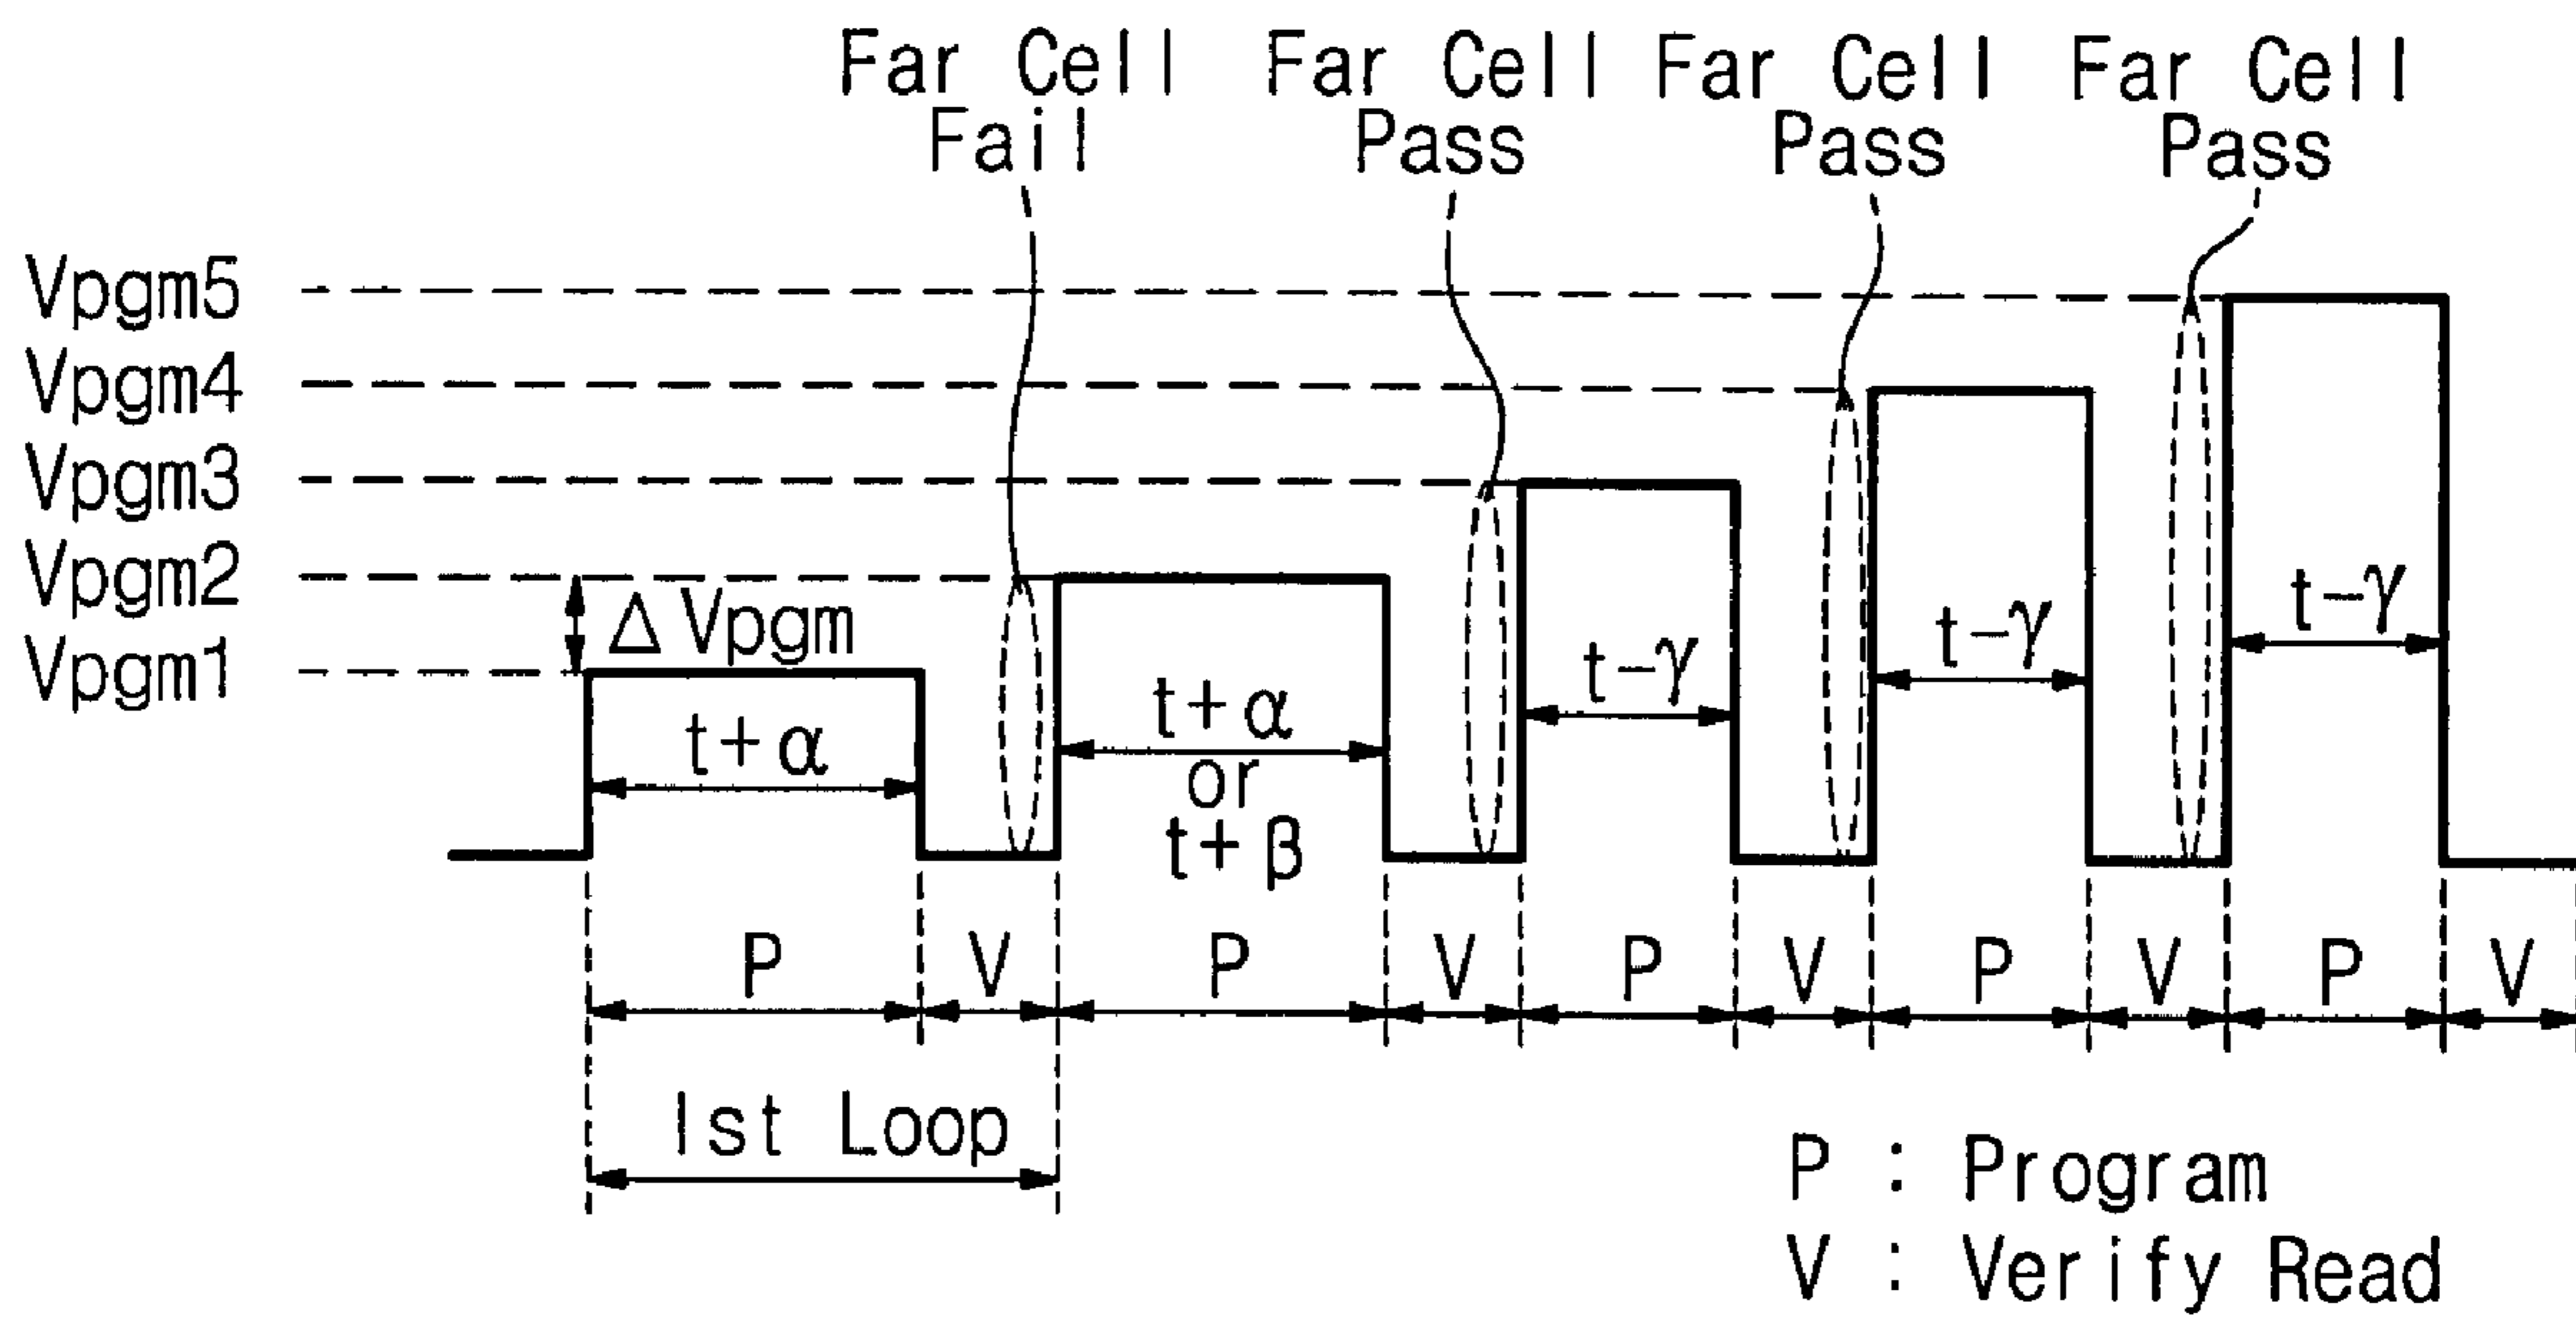 Far Cell Fail
Far Cell Pass
Far Cell Pass
Far Cell Pass
Vpgm5
Vpgm4
Vpgm3
Vpgm2
Vpgm1
Δ Vpgm
t+α
t+α
or
t+β
t-γ
t-γ
t-γ
P V P V P V P V P V
1st Loop
P : Program
V : Verify Read